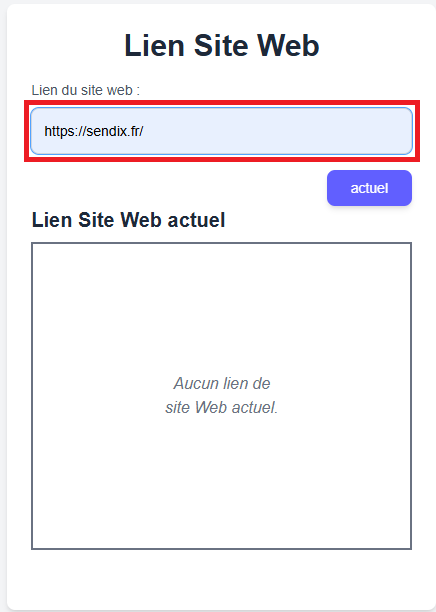 Lien Site Web
Lien du site web :
https://sendix.fr/
actuel
Lien Site Web actuel
Aucun lien de
site Web actuel.